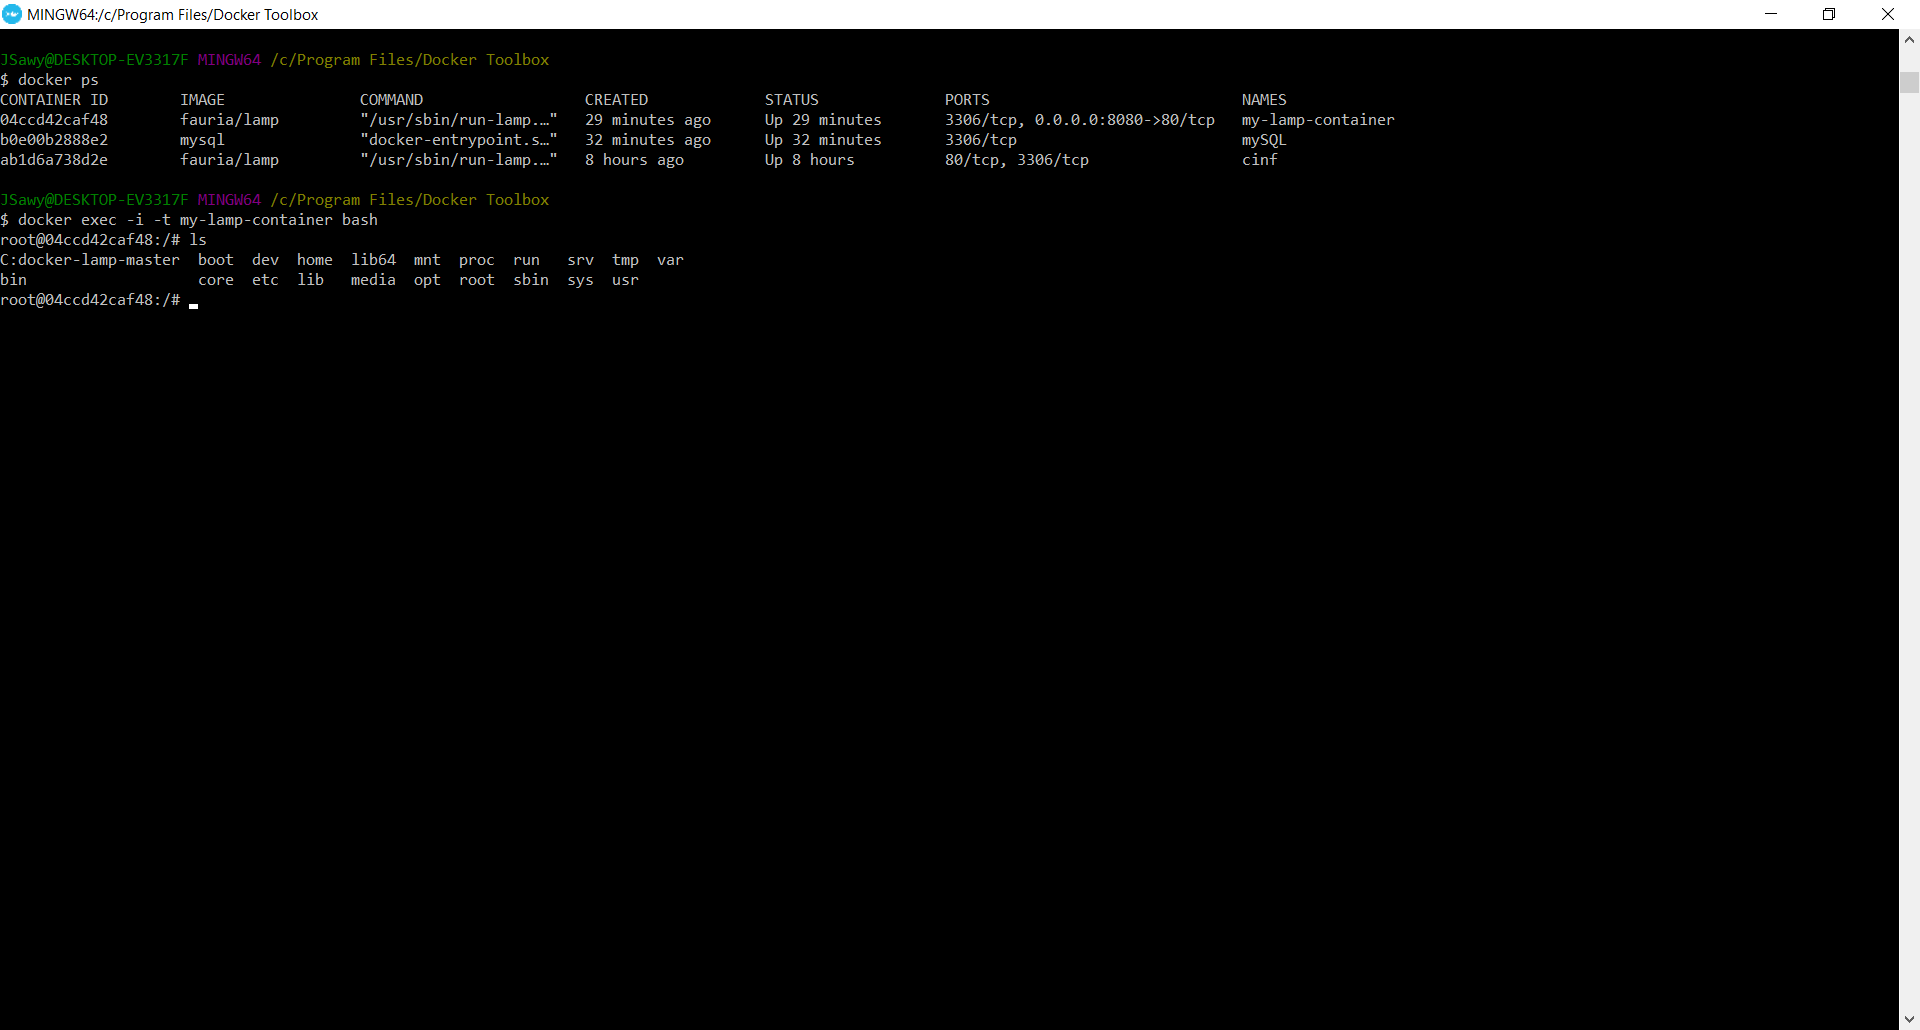 MINGW64:/c/Program Files/Docker Toolbox
JSawy@DESKTOP-EV3317F MINGW64 /c/Program Files/Docker Toolbox
$ docker ps
CONTAINER ID        IMAGE               COMMAND                  CREATED             STATUS              PORTS                            NAMES
04ccd42caf48        fauria/lamp         "/usr/sbin/run-lamp.…"   29 minutes ago      Up 29 minutes       3306/tcp, 0.0.0.0:8080->80/tcp   my-lamp-container
b0e00b2888e2        mysql               "docker-entrypoint.s…"   32 minutes ago      Up 32 minutes       3306/tcp                         mySQL
ab1d6a738d2e        fauria/lamp         "/usr/sbin/run-lamp.…"   8 hours ago         Up 8 hours          80/tcp, 3306/tcp                 cinf
JSawy@DESKTOP-EV3317F MINGW64 /c/Program Files/Docker Toolbox
$ docker exec -i -t my-lamp-container bash
root@04ccd42caf48:/# ls
C:docker-lamp-master  boot  dev  home  lib64  mnt  proc  run   srv  tmp  var
bin                   core  etc  lib   media  opt  root  sbin  sys  usr
root@04ccd42caf48:/#